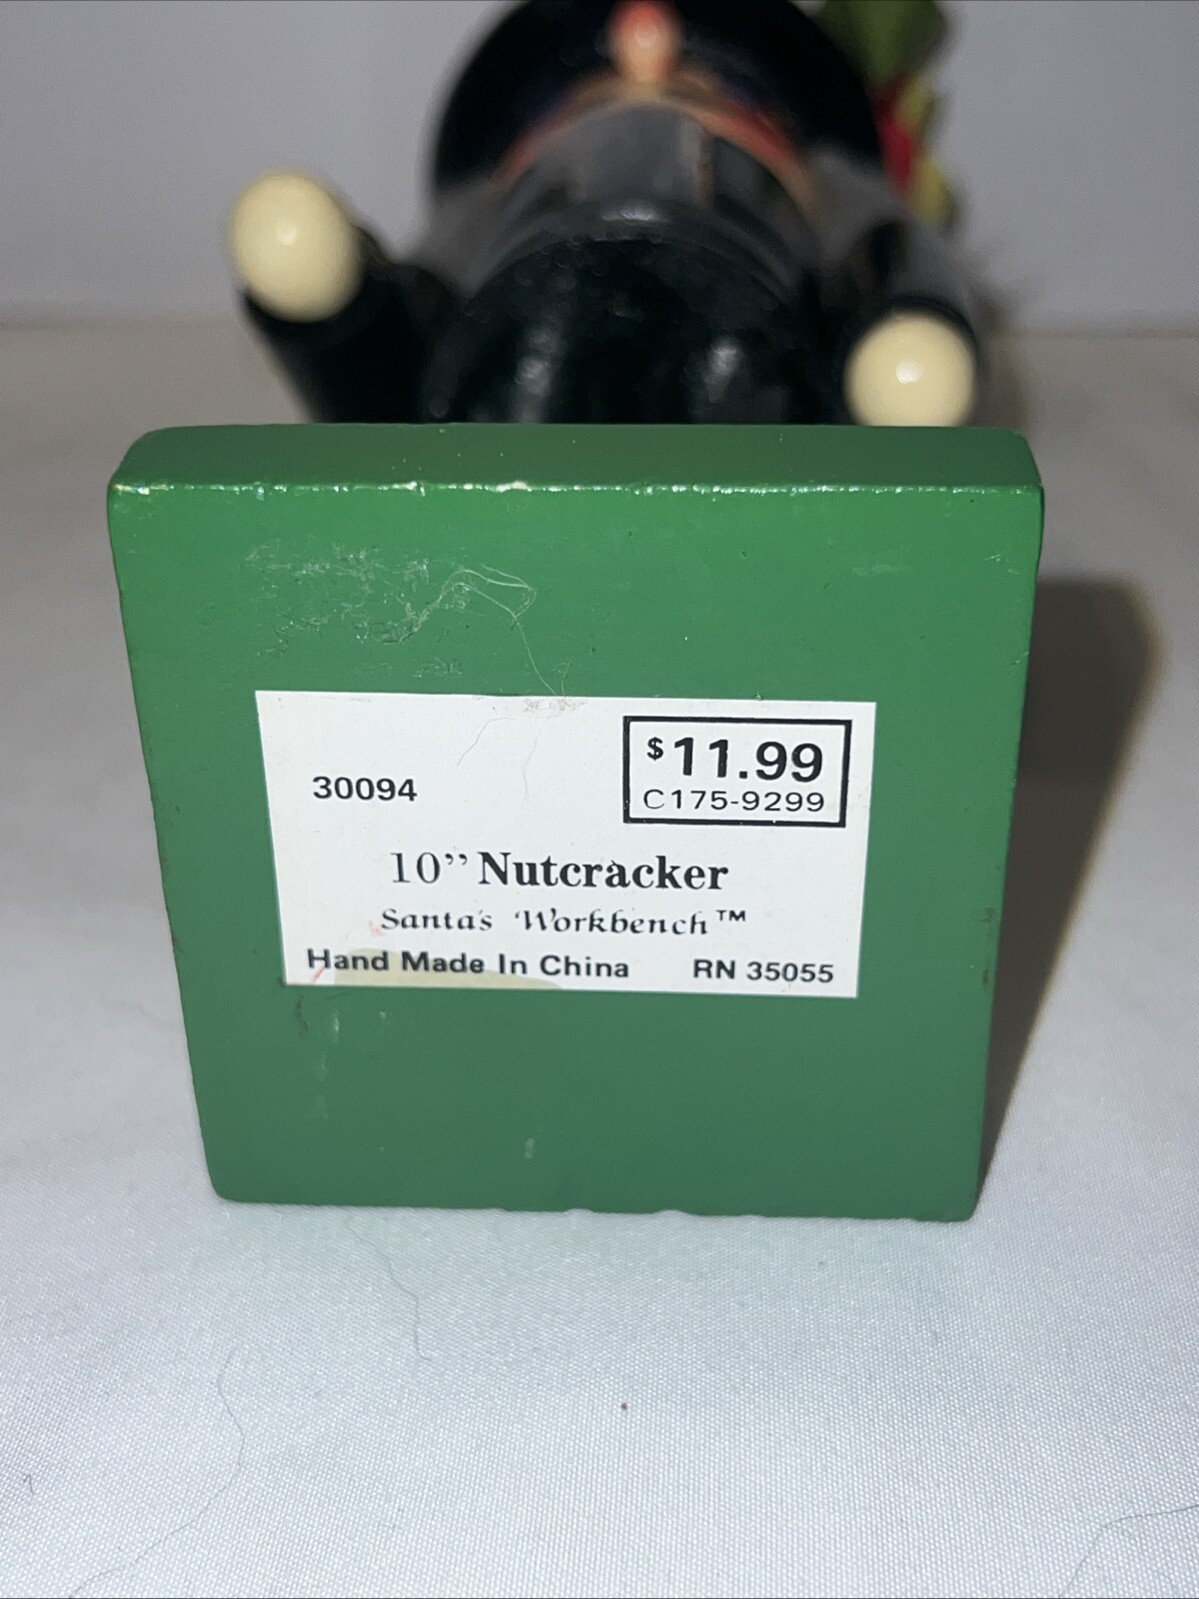 $11.99
C175-9299
30094
10” Nutcracker
Santa's Workbench™
Hand Made In China RN 35055